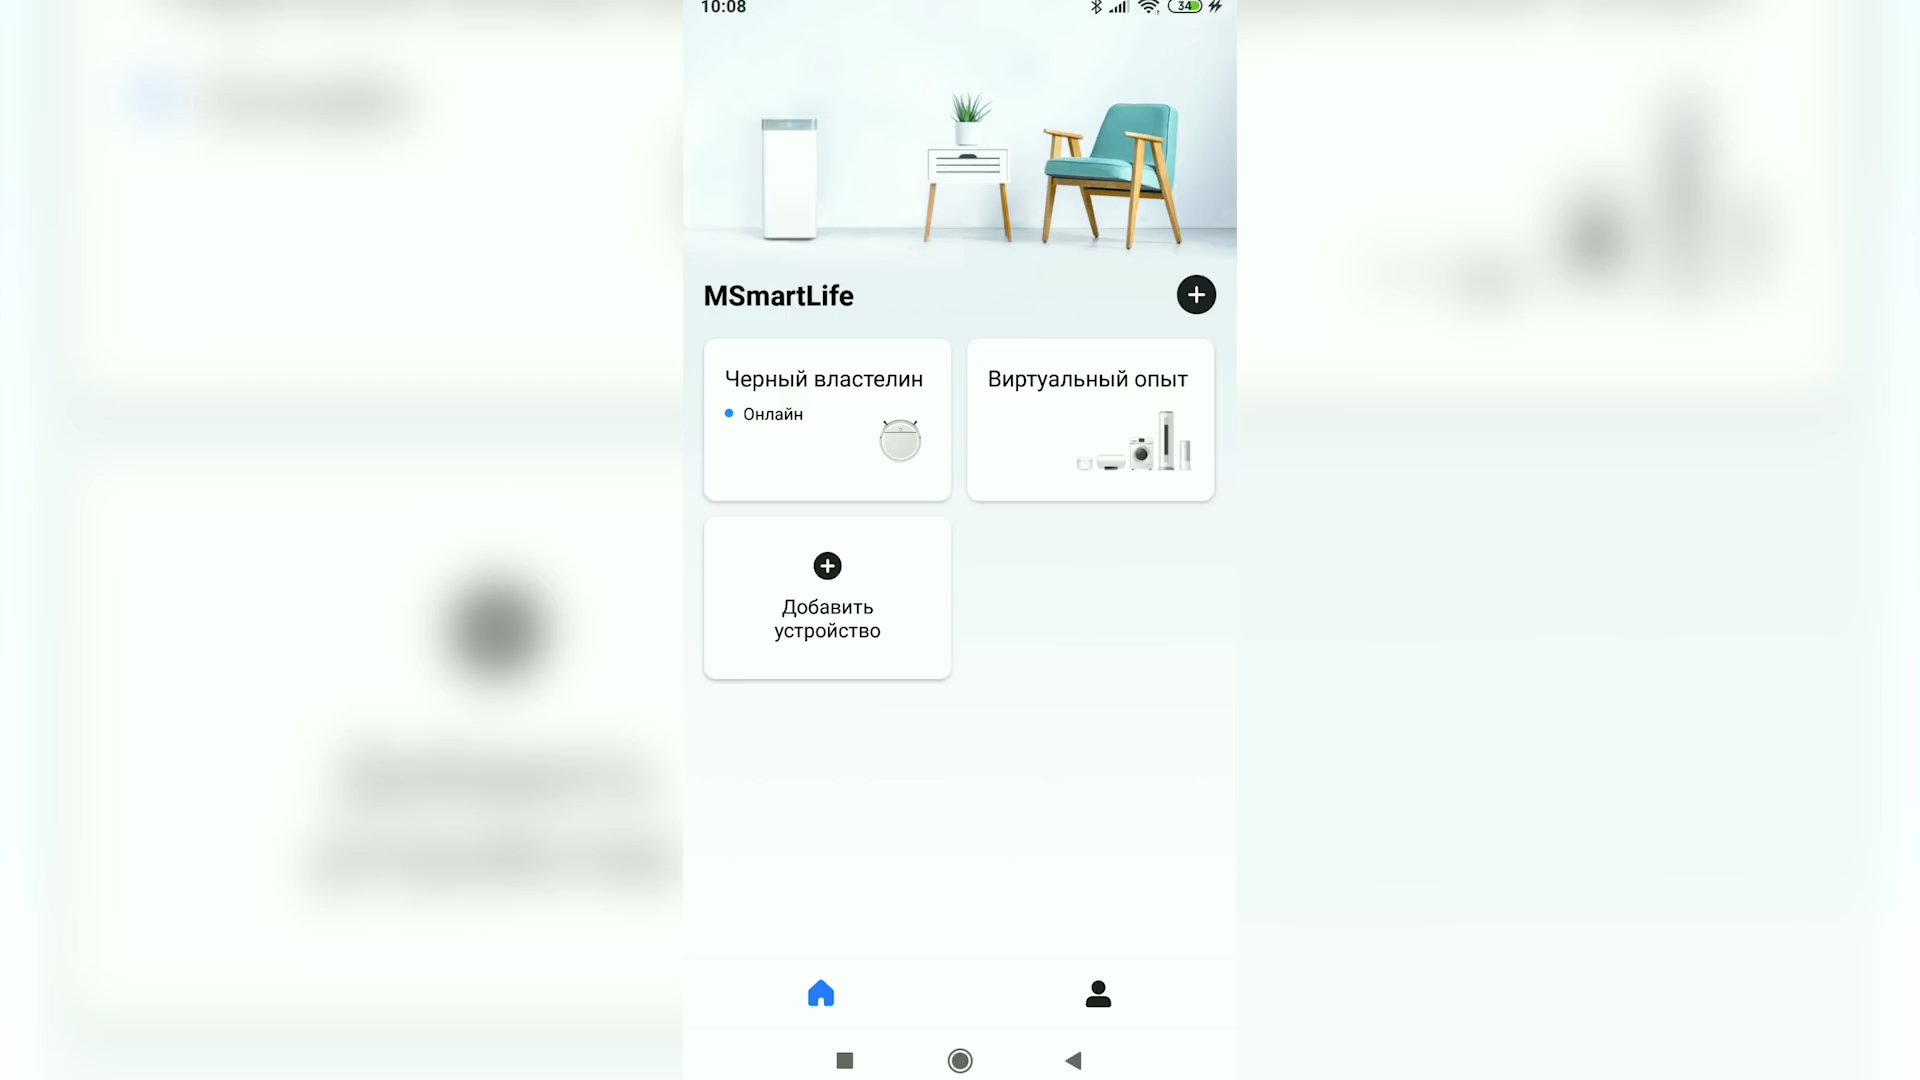 10:08
34
MSmartLife
Черный властелин
Виртуальный опыт
Онлайн
Добавить
устройство